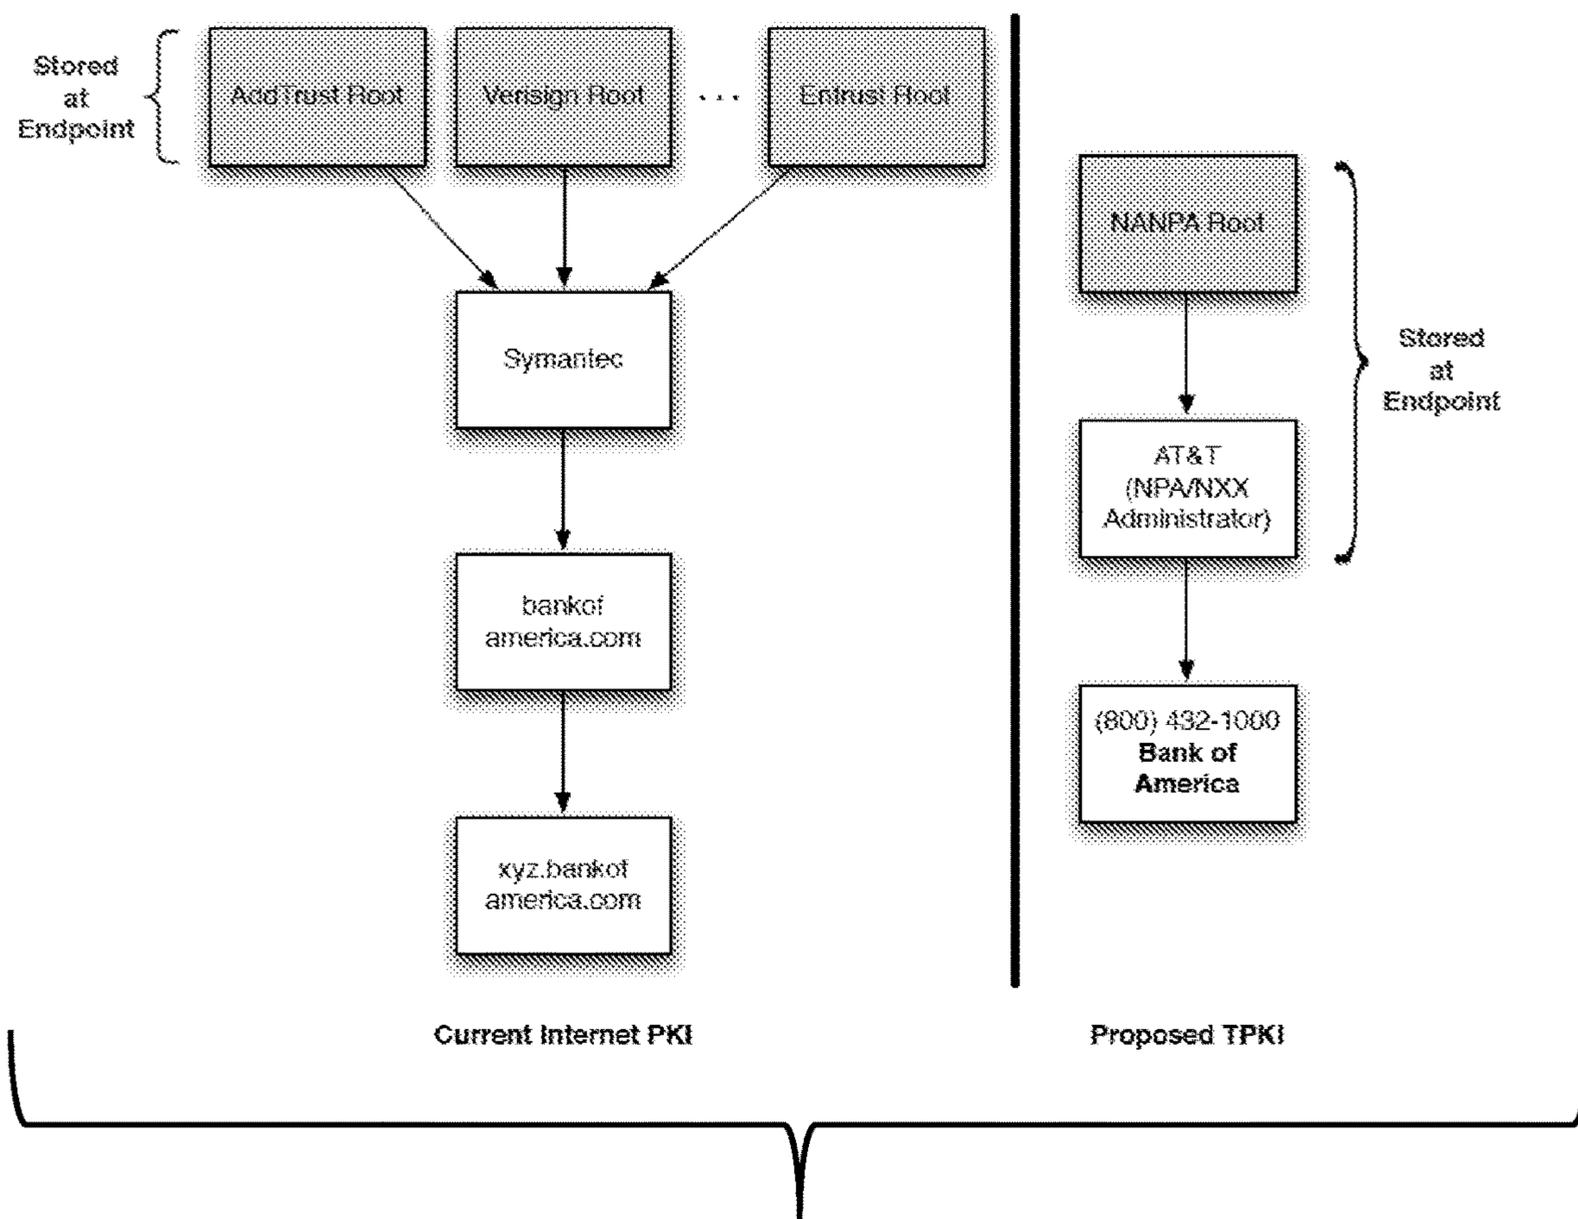 Stored
at
Endpoint
AddTrust Root
Verisign Root
...
Entrust Root
Symantec
bankof
america.com
xyz.bankof
america.com
Current Internet PKI
NANPA Root
AT&T
(NPA/NXX
Administrator)
(800) 432-1000
Bank of
America
Stored
at
Endpoint
Proposed TPKI